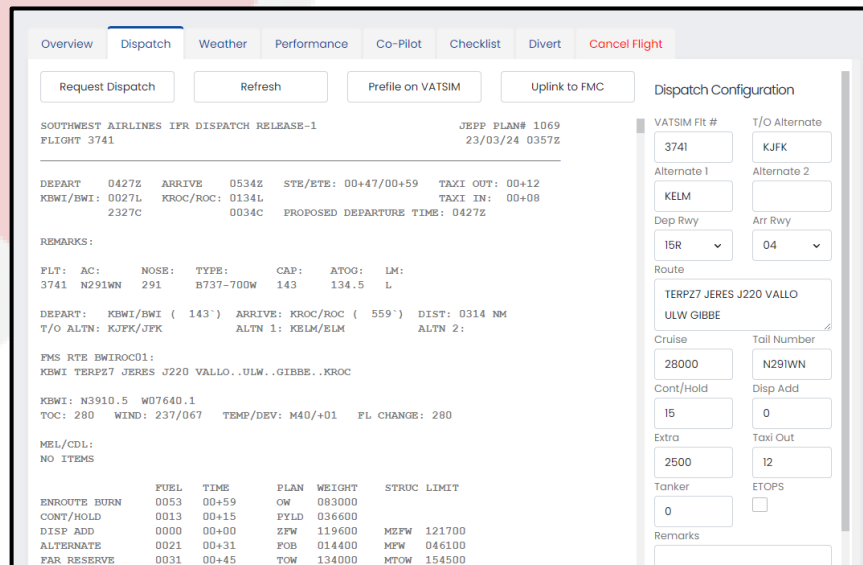 Overview Dispatch Weather Performance Co-Pilot Checklist Divert Cancel Flight
Request Dispatch Refresh Prefile on VATSIM Uplink to FMC
SOUTHWEST AIRLINES IFR DISPATCH RELEASE-1 JEPP PLAN# 1069
FLIGHT 3741 23/03/24 0357Z
DEPART 0427Z ARRIVE 0534Z STE/ETE: 00+47/00+59 TAXI OUT: 00+12
KBWI/BWI: 0027L KROC/ROC: 0134L TAXI IN: 00+08
2327C 0034C PROPOSED DEPARTURE TIME: 0427Z
REMARKS:
FLT: AC: NOSE: TYPE: CAP: ATOG: LM:
3741 N291WN 291 B737-700W 143 134.5 L
DEPART: KBWI/BWI ( 143`) ARRIVE: KROC/ROC ( 559`) DIST: 0314 NM
T/O ALTN: KJFK/JFK ALTN 1: KELM/ELM ALTN 2:
FMS RTE BWIROC01:
KBWI TERPZ7 JERES J220 VALLO..ULW..GIBBE..KROC
KBWI: N3910.5 W07640.1
TOC: 280 WIND: 237/067 TEMP/DEV: M40/+01 FL CHANGE: 280
MEL/CDL:
NO ITEMS
FUEL TIME PLAN WEIGHT STRUC LIMIT
ENROUTE BURN 0053 00+59 OW 083000
CONT/HOLD 0013 00+15 PYLD 036600
DISP ADD 0000 00+00 ZFW 119600 MZFW 121700
ALTERNATE 0021 00+31 FOB 014400 MFW 046100
FAR RESERVE 0031 00+45 TOW 134000 MTOW 154500
Dispatch Configuration
VATSIM Flt # T/O Alternate
3741 KJFK
Alternate 1 Alternate 2
KELM
Dep Rwy Arr Rwy
15R 04
Route
TERPZ7 JERES J220 VALLO
ULW GIBBE
Cruise Tail Number
28000 N291WN
Cont/Hold Disp Add
15 0
Extra Taxi Out
2500 12
Tanker ETOPS
0
Remarks